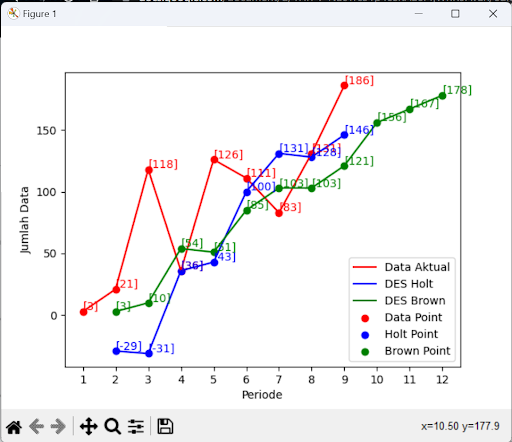 Figure 1
[186]
[178]
[167]
[156]
[146]
[131]
[128]
[126]
[121]
[118]
[111]
[103]
[103]
[100]
[85]
[83]
[54]
[51]
[43]
[36]
[21]
[10]
[3]
[3]
[-29]
[-31]
150
100
50
0
Jumlah Data
Data Aktual
DES Holt
DES Brown
Data Point
Holt Point
Brown Point
1 2 3 4 5 6 7 8 9 10 11 12
Periode
x=10.50 y=177.9